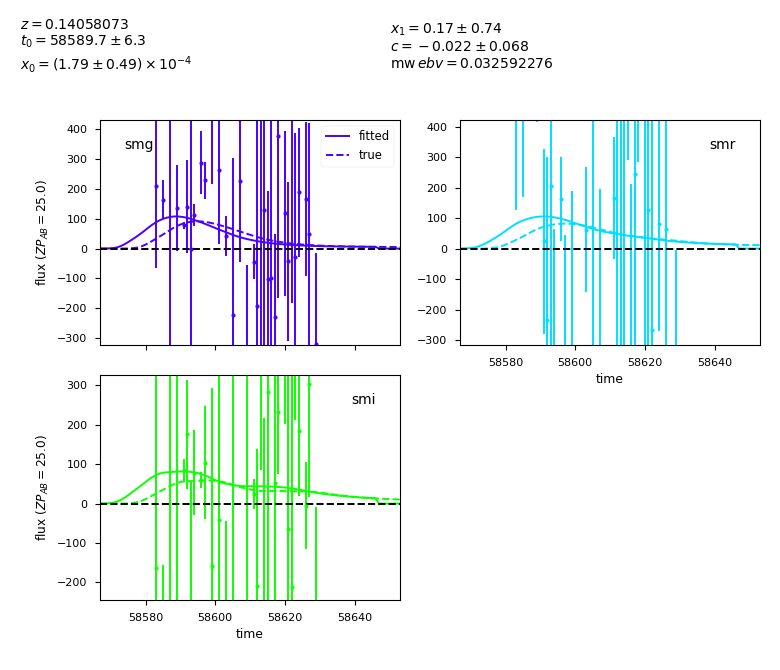 z = 0.14058073
t₀ = 58589.7 ± 6.3
x₀ = (1.79 ± 0.49) × 10⁻⁴
x₁ = 0.17 ± 0.74
c = −0.022 ± 0.068
mw ebv = 0.032592276
smg
fitted
true
400
300
200
100
0
−100
−200
−300
flux (ZP_AB = 25.0)
smr
400
300
200
100
0
−100
−200
−300
58580
58600
58620
58640
time
smi
300
200
100
0
−100
−200
flux (ZP_AB = 25.0)
58580
58600
58620
58640
time